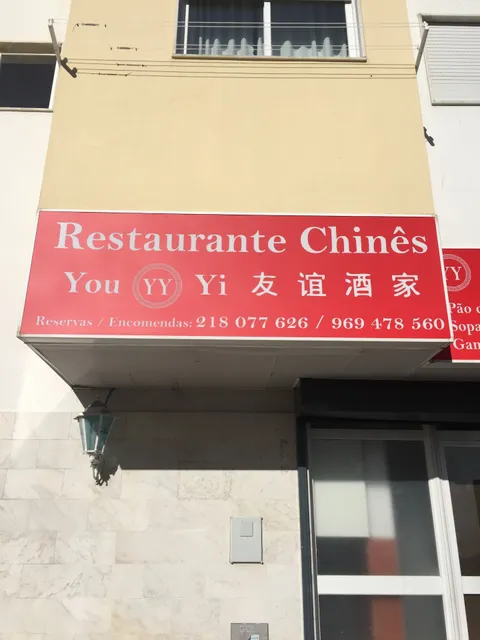 Restaurante Chinês
You YY Yi 友谊酒家
Reservas / Encomendas: 218 077 626 / 969 478 560
YY
Pão
Sopa